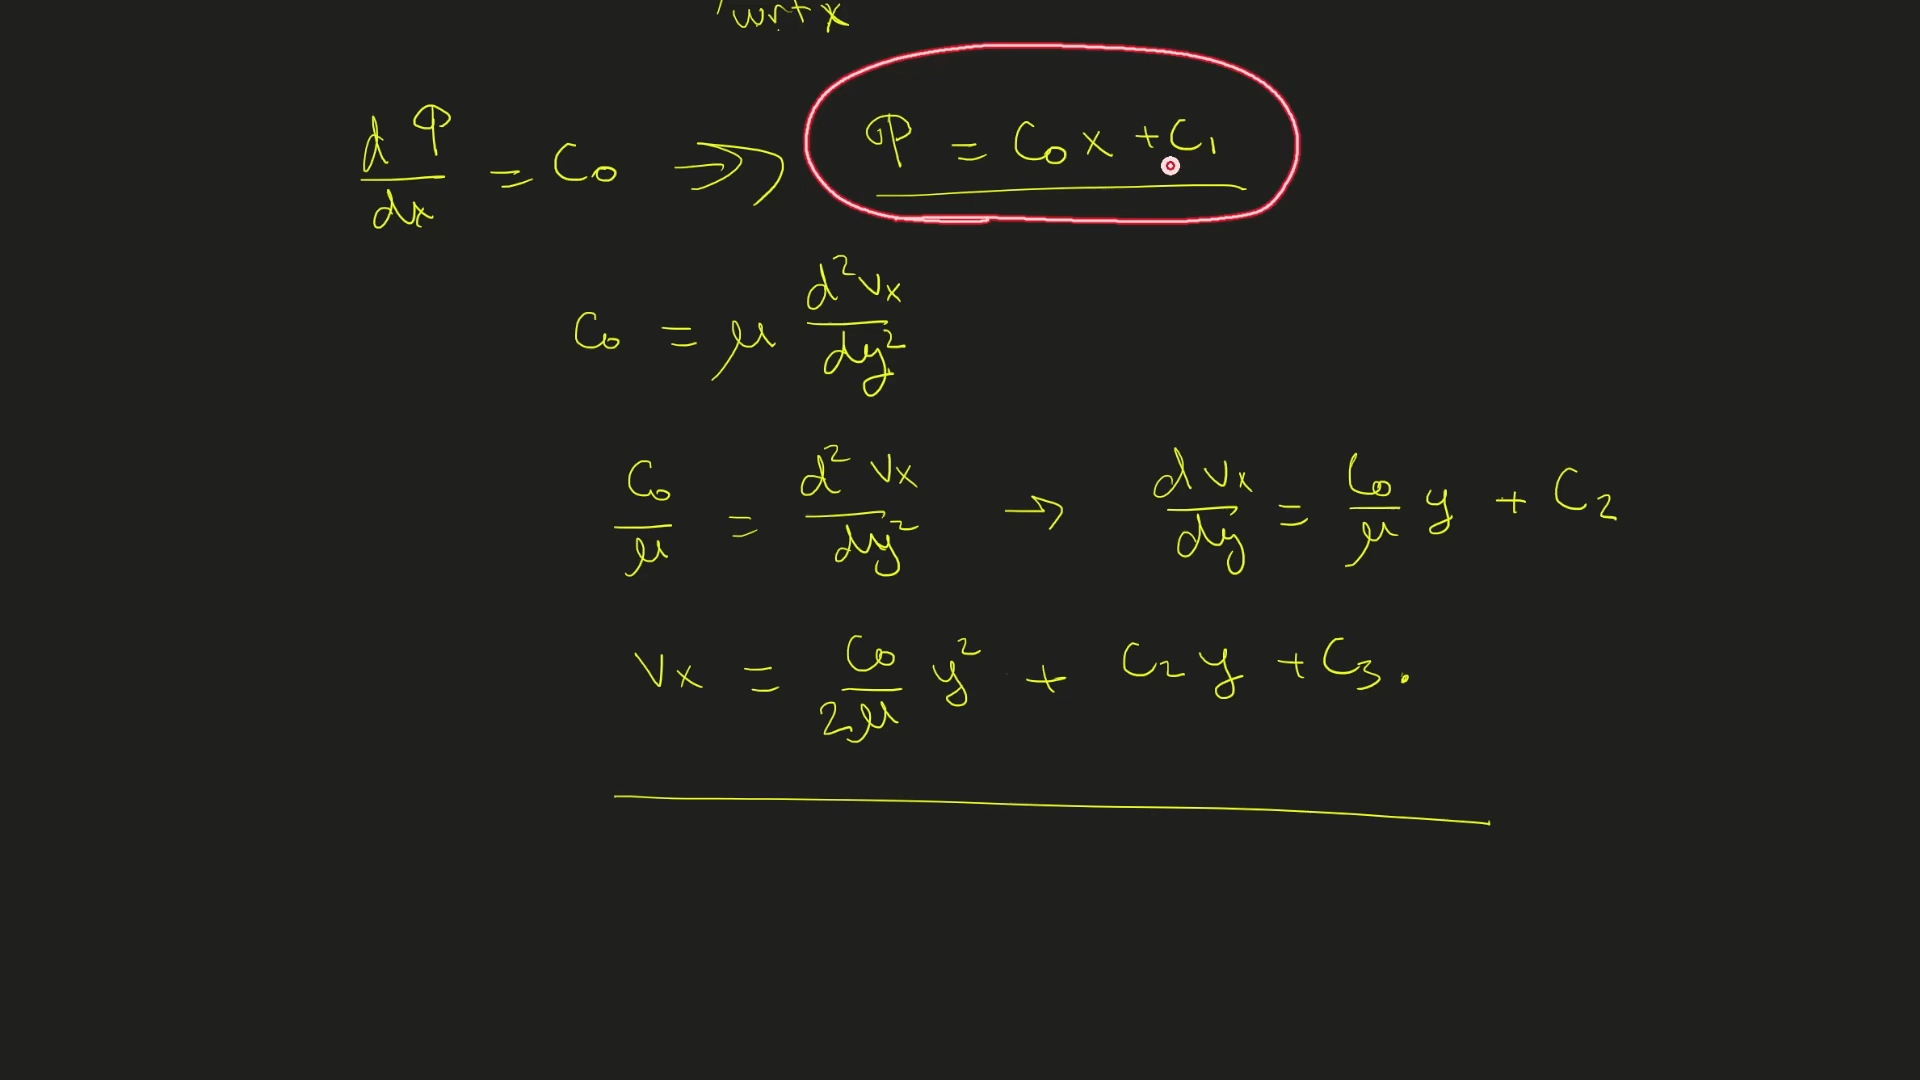 wrt x
d𝒫/dx = C₀ ⇒ 𝒫 = C₀x + C₁
C₀ = μ d²vx/dy²
C₀/μ = d²vx/dy² → dvx/dy = C₀/μ y + C₂
vx = C₀/2μ y² + C₂y + C₃.